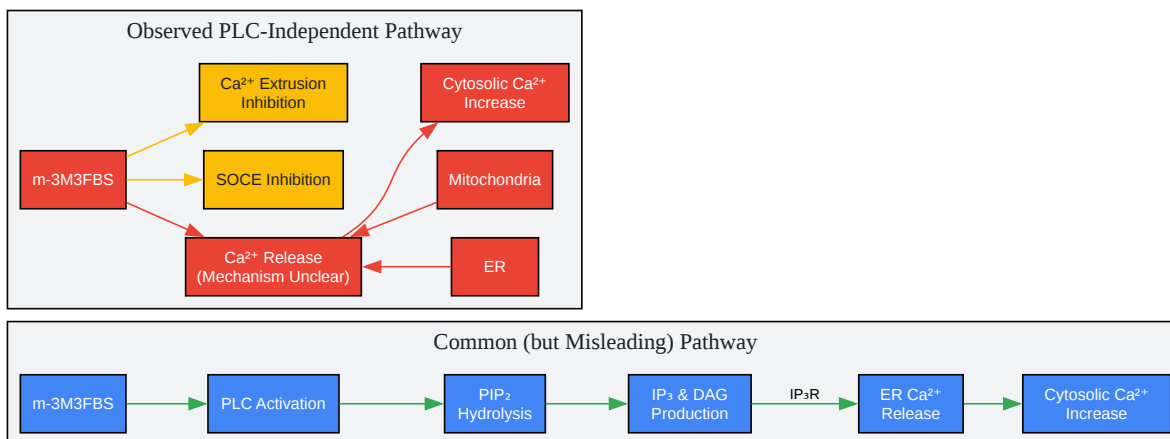 Observed PLC-Independent Pathway
Ca²⁺ Extrusion
Inhibition
Cytosolic Ca²⁺
Increase
m-3M3FBS
SOCE Inhibition
Mitochondria
Ca²⁺ Release
(Mechanism Unclear)
ER
Common (but Misleading) Pathway
m-3M3FBS
PLC Activation
PIP₂
Hydrolysis
IP₃ & DAG
Production
IP₃R
ER Ca²⁺
Release
Cytosolic Ca²⁺
Increase